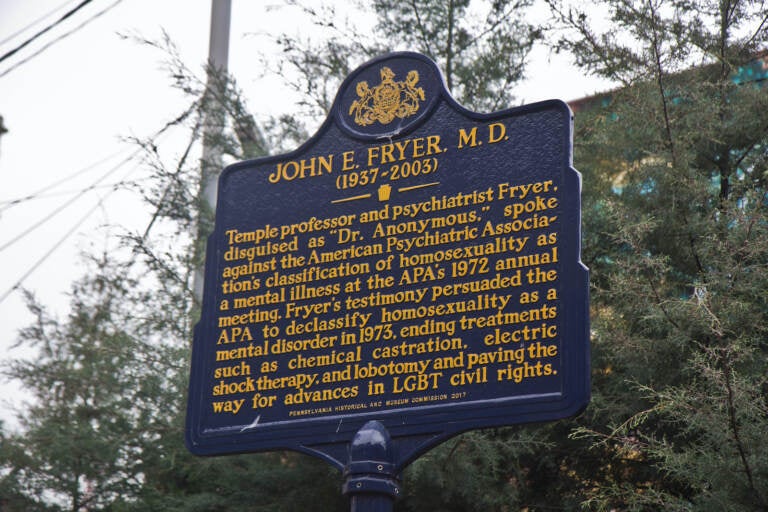 JOHN E. FRYER, M.D.
(1937-2003)
Temple professor and psychiatrist Fryer,
disguised as "Dr. Anonymous," spoke
against the American Psychiatric Associa-
tion's classification of homosexuality as
a mental illness at the APA's 1972 annual
meeting. Fryer's testimony persuaded the
APA to declassify homosexuality as a
mental disorder in 1973, ending treatments
such as chemical castration, electric
shock therapy, and lobotomy and paving the
way for advances in LGBT civil rights.
PENNSYLVANIA HISTORICAL AND MUSEUM COMMISSION 2017